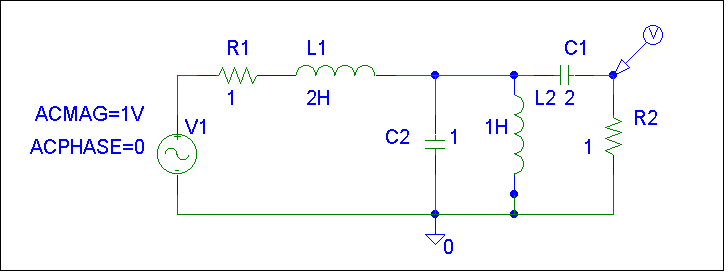 V
R1
L1
C1
1
2H
L2 2
ACMAG=1V
V1
R2
ACPHASE=0
C2
1
1H
1
0